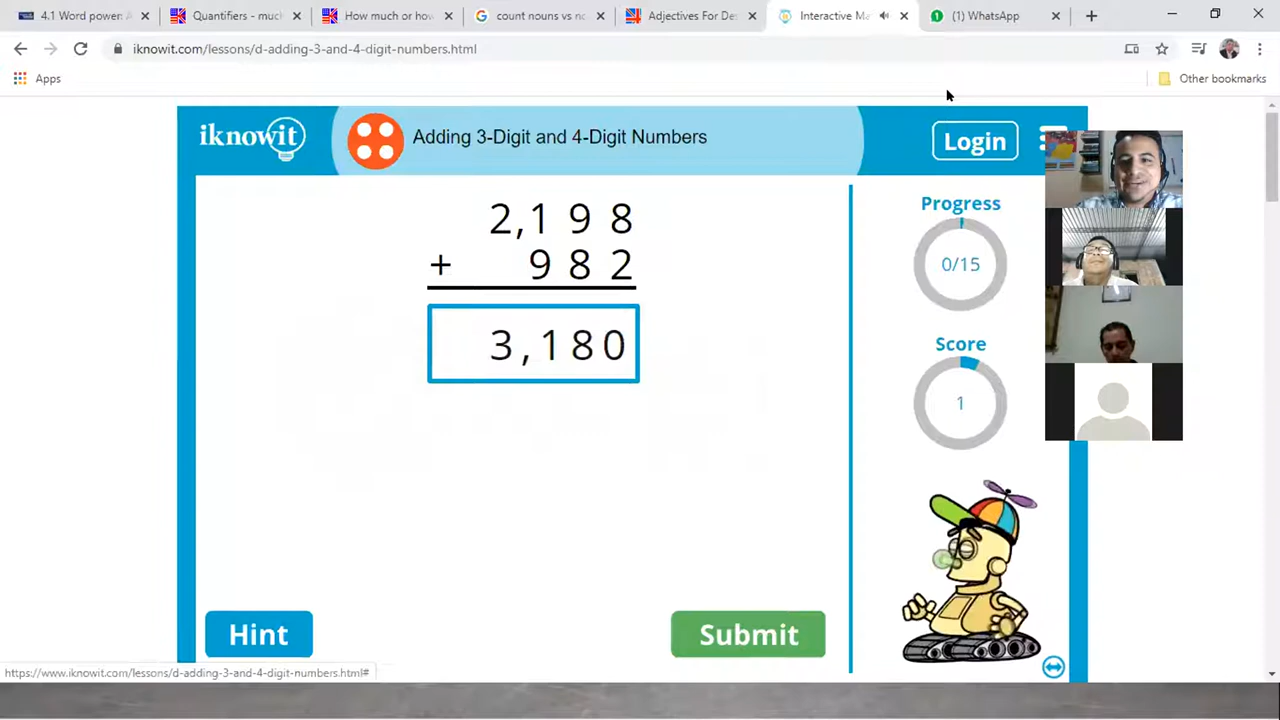 4.1 Word power: A
Quantifiers - much
How much or how
count nouns vs no
Adjectives For De
Interactive Ma
(1) WhatsApp
iknowit.com/lessons/d-adding-3-and-4-digit-numbers.html
Apps
Other bookmarks
iknowit
Adding 3-Digit and 4-Digit Numbers
Login
2,198
+ 982
3,180
Progress
0/15
Score
1
Hint
Submit
https://www.iknowit.com/lessons/d-adding-3-and-4-digit-numbers.html#